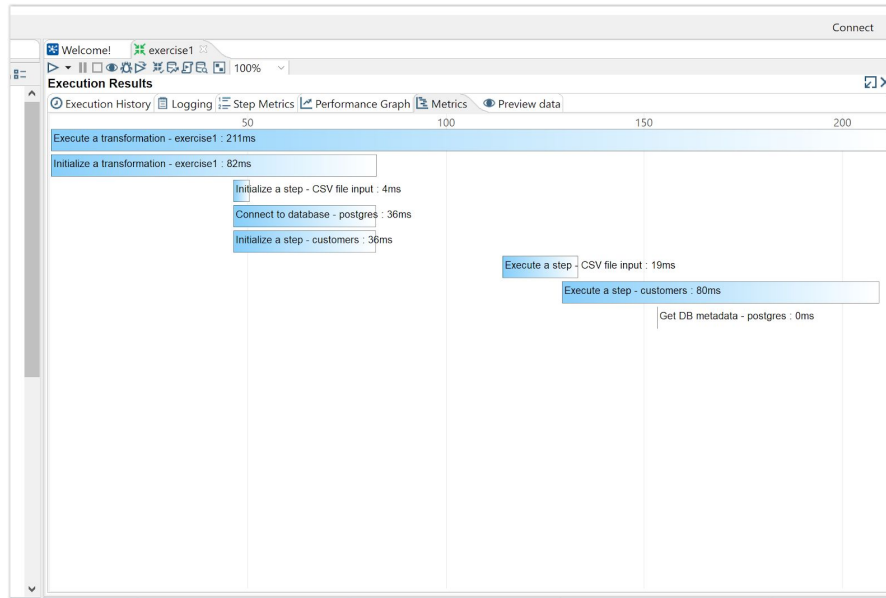 Connect
Welcome! exercise1
100%
Execution Results
Execution History Logging Step Metrics Performance Graph Metrics Preview data
50 100 150 200
Execute a transformation - exercise1 : 211ms
Initialize a transformation - exercise1 : 82ms
Initialize a step - CSV file input : 4ms
Connect to database - postgres : 36ms
Initialize a step - customers : 36ms
Execute a step - CSV file input : 19ms
Execute a step - customers : 80ms
Get DB metadata - postgres : 0ms